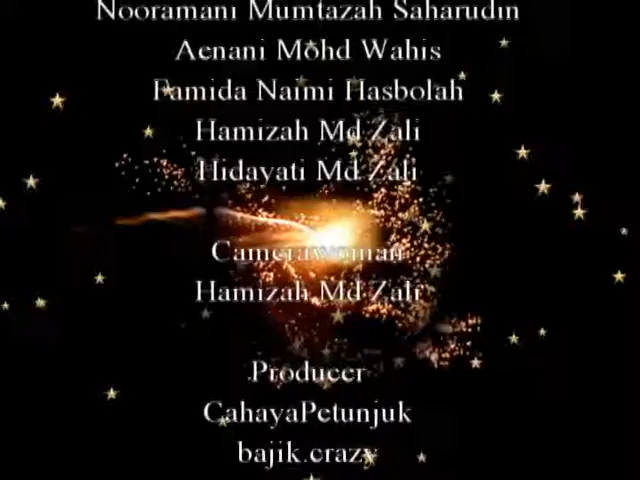 Nooramani Mumtazah Saharudin
Aenani Mohd Wahis
Pamida Naimi Hasbolah
Hamizah Md Zali
Hidayati Md Zali
Camerawoman
Hamizah Md Zali
Producer
CahayaPetunjuk
bajik.crazy